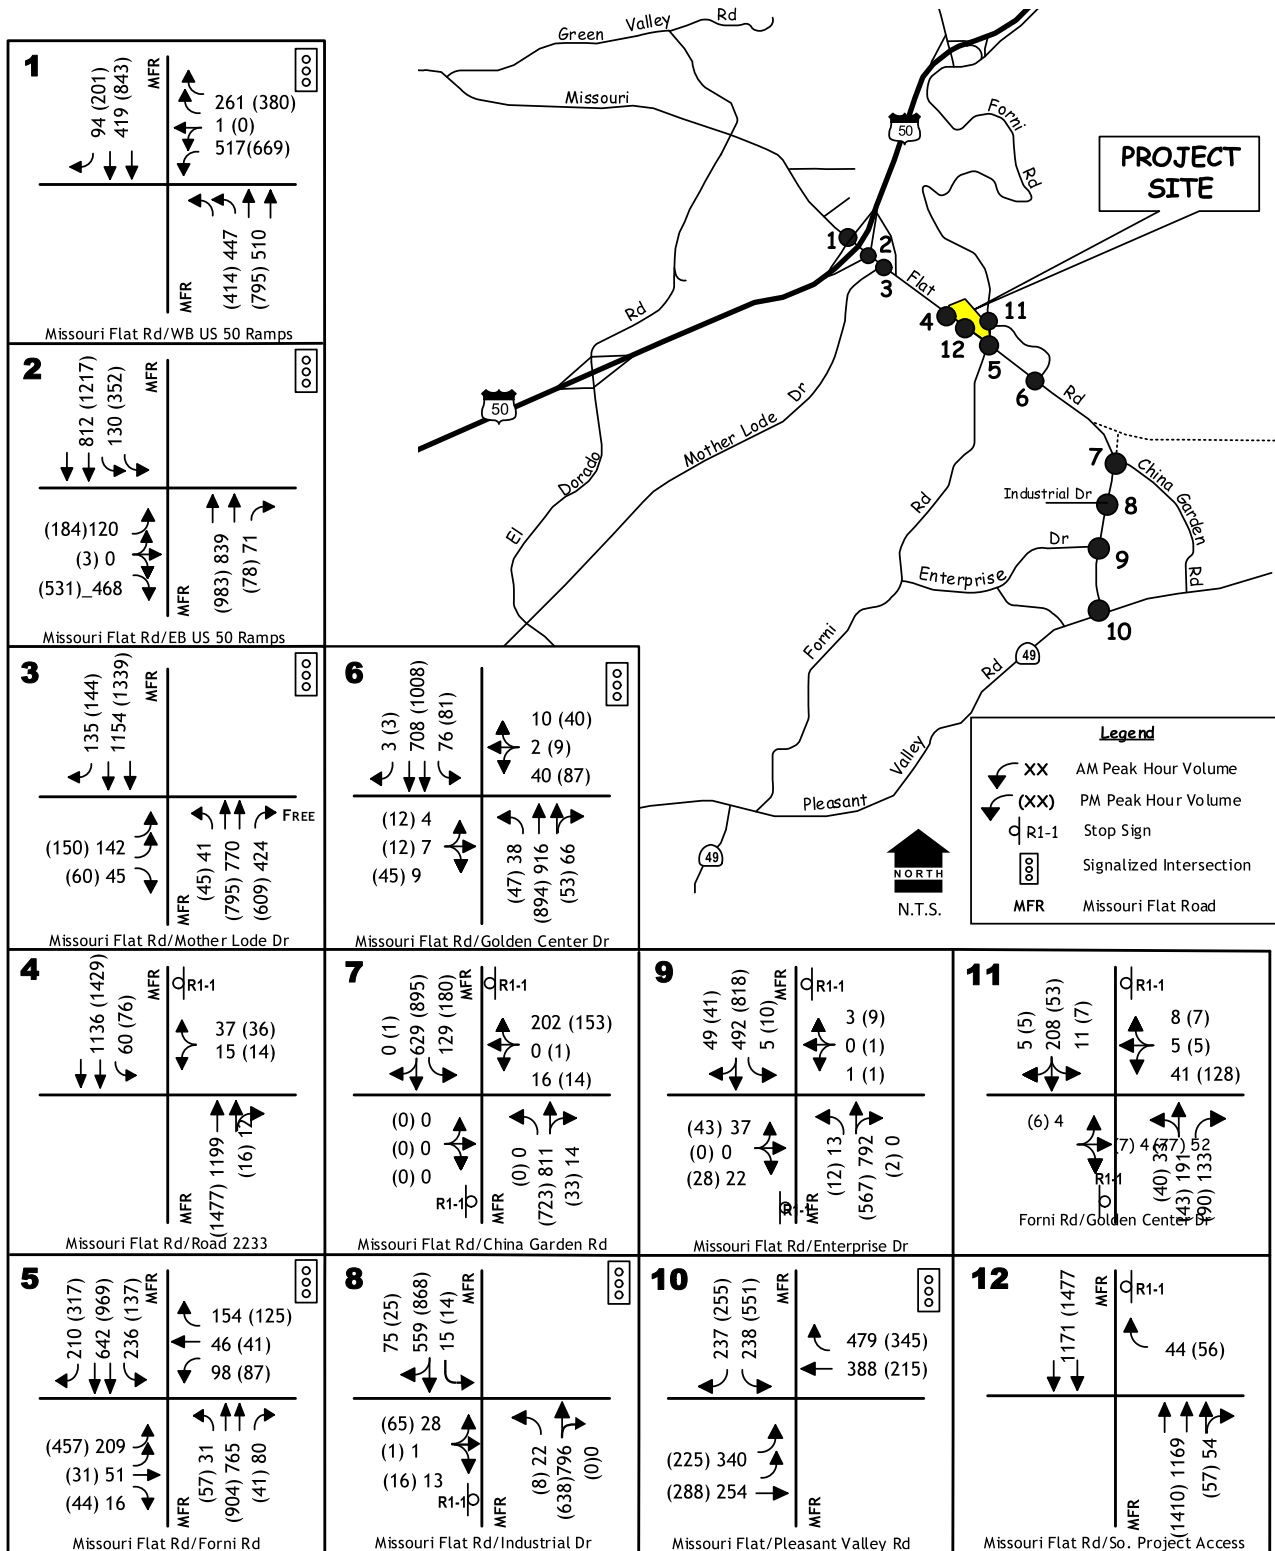 Green Valley Rd
Missouri
Forni
Rd
50
PROJECT
SITE
1
2
3
Flat
4
12
11
5
6
Rd
7
China Garden
Rd
Industrial Dr
8
Dr
9
Enterprise
10
49
Rd
50
Rd
El
Dorado
Mother Lode
Dr
Rd
Forni
Valley
Rd
Pleasant
49
NORTH
N.T.S.
Legend
XX AM Peak Hour Volume
(XX) PM Peak Hour Volume
R1-1 Stop Sign
Signalized Intersection
MFR Missouri Flat Road
1
MFR
94 (201)
419 (843)
261 (380)
1 (0)
517(669)
(414) 447
(795) 510
MFR
Missouri Flat Rd/WB US 50 Ramps
2
MFR
812 (1217)
130 (352)
(184)120
(3) 0
(531)_468
(983) 839
(78) 71
MFR
Missouri Flat Rd/EB US 50 Ramps
3
MFR
135 (144)
1154 (1339)
(150) 142
(60) 45
(45) 41
(795) 770
(609) 424
FREE
MFR
Missouri Flat Rd/Mother Lode Dr
6
3 (3)
708 (1008)
76 (81)
10 (40)
2 (9)
40 (87)
(12) 4
(12) 7
(45) 9
(47) 38
(894) 916
(53) 66
Missouri Flat Rd/Golden Center Dr
4
MFR
R1-1
1136 (1429)
60 (76)
37 (36)
15 (14)
(1477) 1199
(16)
MFR
Missouri Flat Rd/Road 2233
7
MFR
R1-1
0 (1)
629 (895)
129 (180)
202 (153)
0 (1)
16 (14)
(0) 0
(0) 0
(0) 0
(0) 0
(723) 811
(33) 14
R1-1
MFR
Missouri Flat Rd/China Garden Rd
9
MFR
R1-1
49 (41)
492 (818)
5 (10)
3 (9)
0 (1)
1 (1)
(43) 37
(0) 0
(28) 22
(12) 13
(567) 792
(2) 0
R1-1
MFR
Missouri Flat Rd/Enterprise Dr
11
R1-1
5 (5)
208 (53)
11 (7)
8 (7)
5 (5)
41 (128)
(6) 4
(7) 4
52
(40)
(43) 191
(90) 133
R1-1
Forni Rd/Golden Center Dr
5
MFR
210 (317)
642 (969)
236 (137)
154 (125)
46 (41)
98 (87)
(457) 209
(31) 51
(44) 16
(57) 31
(904) 765
(41) 80
MFR
Missouri Flat Rd/Forni Rd
8
MFR
75 (25)
559 (868)
15 (14)
(65) 28
(1) 1
(16) 13
(8) 22
(638)796
(0)0
R1-1
MFR
Missouri Flat Rd/Industrial Dr
10
MFR
237 (255)
238 (551)
479 (345)
388 (215)
(225) 340
(288) 254
MFR
Missouri Flat/Pleasant Valley Rd
12
MFR
R1-1
1171 (1477
44 (56)
(1410) 1169
(57) 54
MFR
Missouri Flat Rd/So. Project Access